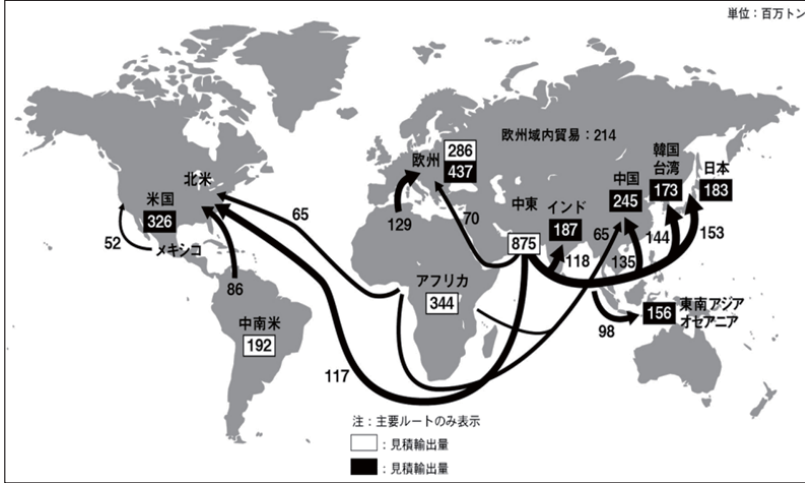 単位：百万トン
欧州域内貿易：214
欧州
286
437
韓国
台湾
173
日本
183
中国
245
北米
米国
326
メキシコ
52
65
129
70
中東
875
インド
187
118
65
135
144
153
86
アフリカ
344
中南米
192
98
156
東南アジア
オセアニア
117
注：主要ルートのみ表示
：見積輸出量
：見積輸出量